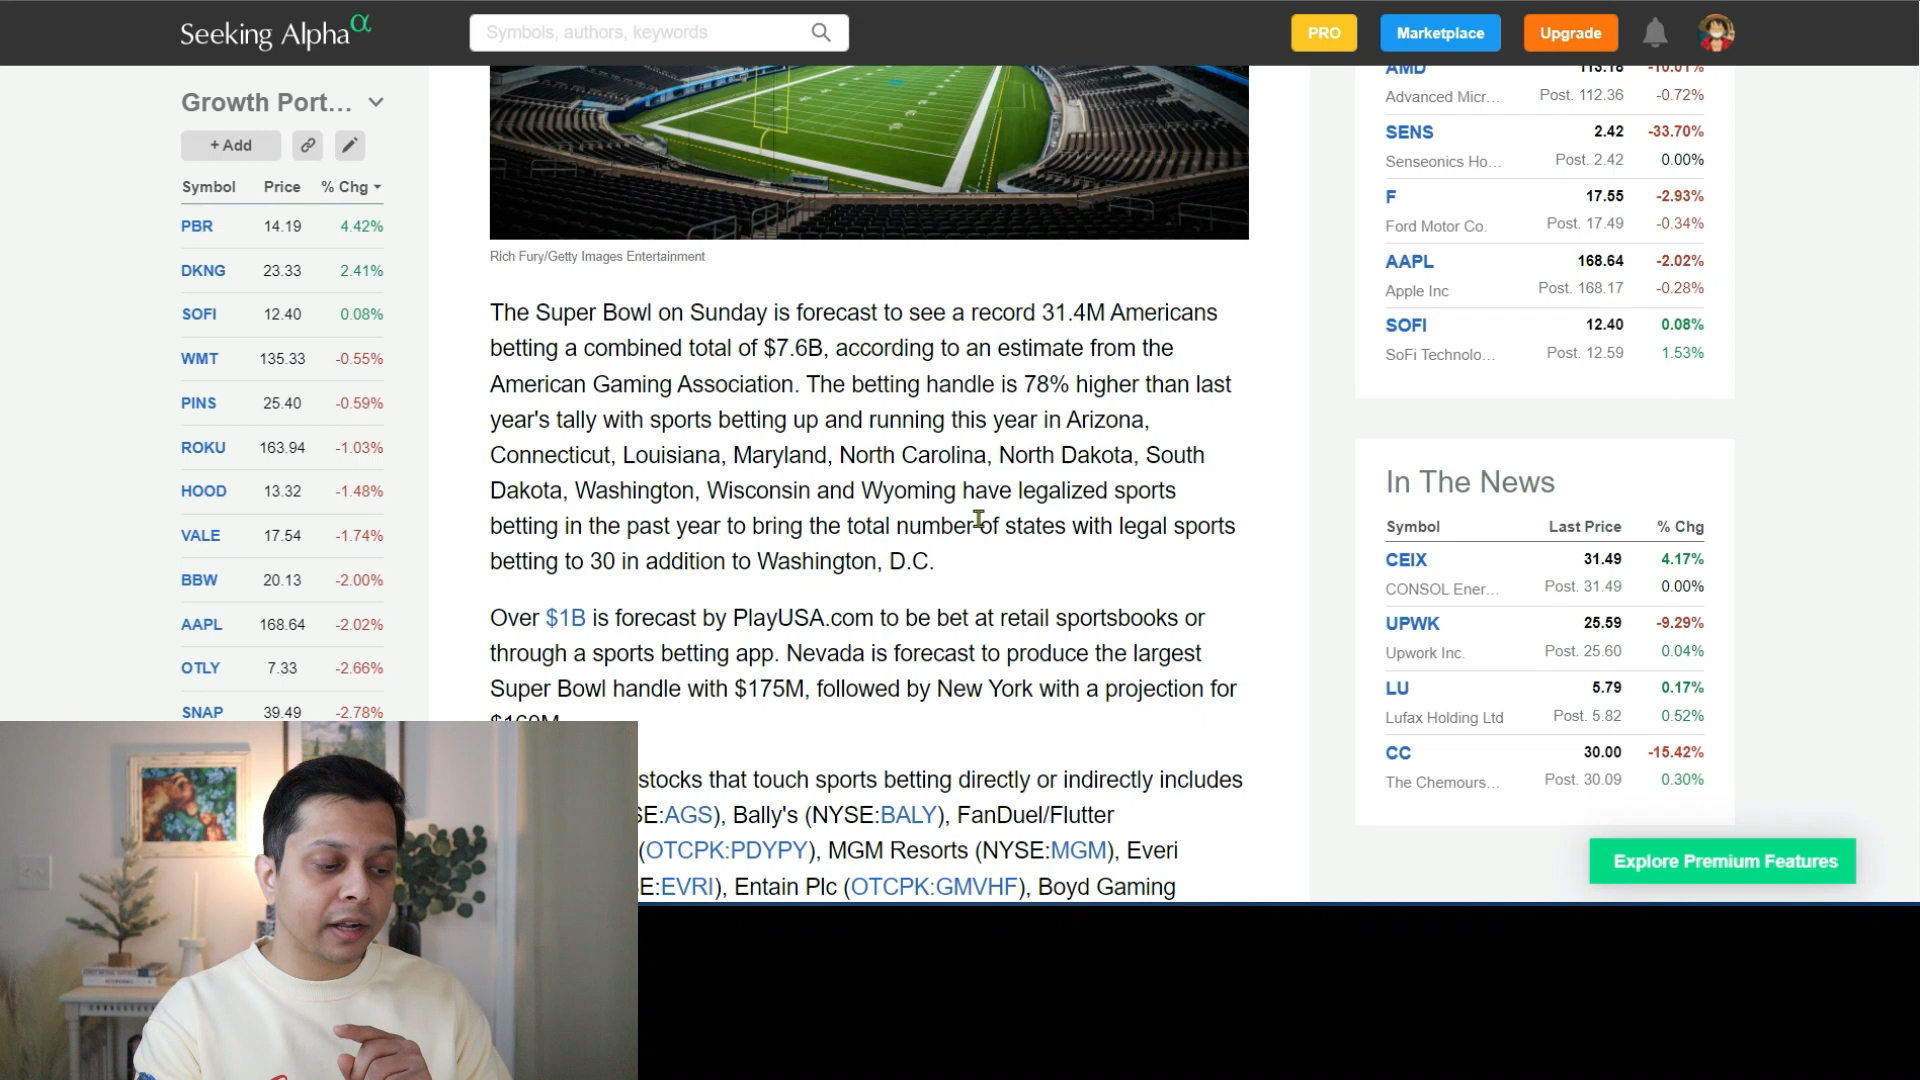 Seeking Alpha α
Symbols, authors, keywords
PRO
Marketplace
Upgrade
Growth Port...
+ Add
Symbol Price % Chg
PBR 14.19 4.42%
DKNG 23.33 2.41%
SOFI 12.40 0.08%
WMT 135.33 -0.55%
PINS 25.40 -0.59%
ROKU 163.94 -1.03%
HOOD 13.32 -1.48%
VALE 17.54 -1.74%
BBW 20.13 -2.00%
AAPL 168.64 -2.02%
OTLY 7.33 -2.66%
SNAP 39.49 -2.78%
Rich Fury/Getty Images Entertainment
The Super Bowl on Sunday is forecast to see a record 31.4M Americans
betting a combined total of $7.6B, according to an estimate from the
American Gaming Association. The betting handle is 78% higher than last
year's tally with sports betting up and running this year in Arizona,
Connecticut, Louisiana, Maryland, North Carolina, North Dakota, South
Dakota, Washington, Wisconsin and Wyoming have legalized sports
betting in the past year to bring the total number of states with legal sports
betting to 30 in addition to Washington, D.C.
Over $1B is forecast by PlayUSA.com to be bet at retail sportsbooks or
through a sports betting app. Nevada is forecast to produce the largest
Super Bowl handle with $175M, followed by New York with a projection for
stocks that touch sports betting directly or indirectly includes
SE:AGS), Bally's (NYSE:BALY), FanDuel/Flutter
(OTCPK:PDYPY), MGM Resorts (NYSE:MGM), Everi
E:EVRI), Entain Plc (OTCPK:GMVHF), Boyd Gaming
AMD 113.18 -10.01%
Advanced Micr... Post. 112.36 -0.72%
SENS 2.42 -33.70%
Senseonics Ho... Post. 2.42 0.00%
F 17.55 -2.93%
Ford Motor Co. Post. 17.49 -0.34%
AAPL 168.64 -2.02%
Apple Inc Post. 168.17 -0.28%
SOFI 12.40 0.08%
SoFi Technolo... Post. 12.59 1.53%
In The News
Symbol Last Price % Chg
CEIX 31.49 4.17%
CONSOL Ener... Post. 31.49 0.00%
UPWK 25.59 -9.29%
Upwork Inc. Post. 25.60 0.04%
LU 5.79 0.17%
Lufax Holding Ltd Post. 5.82 0.52%
CC 30.00 -15.42%
The Chemours... Post. 30.09 0.30%
Explore Premium Features